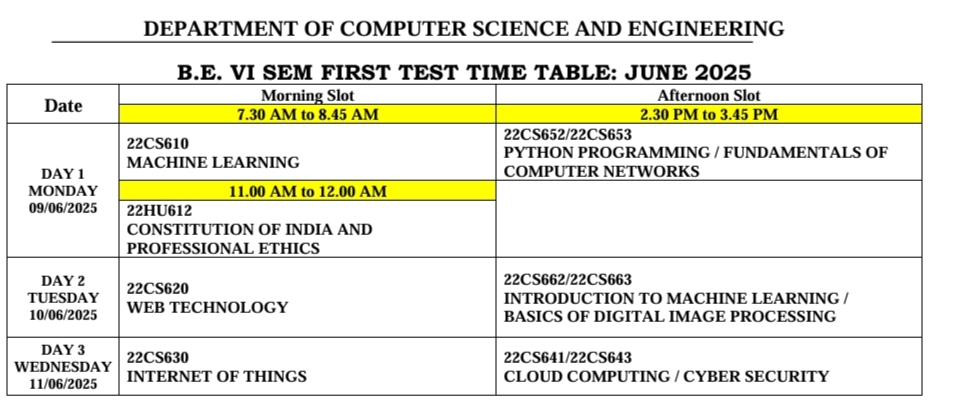 DEPARTMENT OF COMPUTER SCIENCE AND ENGINEERING
B.E. VI SEM FIRST TEST TIME TABLE: JUNE 2025
Date
Morning Slot
Afternoon Slot
7.30 AM to 8.45 AM
2.30 PM to 3.45 PM
DAY 1
MONDAY
09/06/2025
22CS610
MACHINE LEARNING
22CS652/22CS653
PYTHON PROGRAMMING / FUNDAMENTALS OF
COMPUTER NETWORKS
11.00 AM to 12.00 AM
22HU612
CONSTITUTION OF INDIA AND
PROFESSIONAL ETHICS
DAY 2
TUESDAY
10/06/2025
22CS620
WEB TECHNOLOGY
22CS662/22CS663
INTRODUCTION TO MACHINE LEARNING /
BASICS OF DIGITAL IMAGE PROCESSING
DAY 3
WEDNESDAY
11/06/2025
22CS630
INTERNET OF THINGS
22CS641/22CS643
CLOUD COMPUTING / CYBER SECURITY